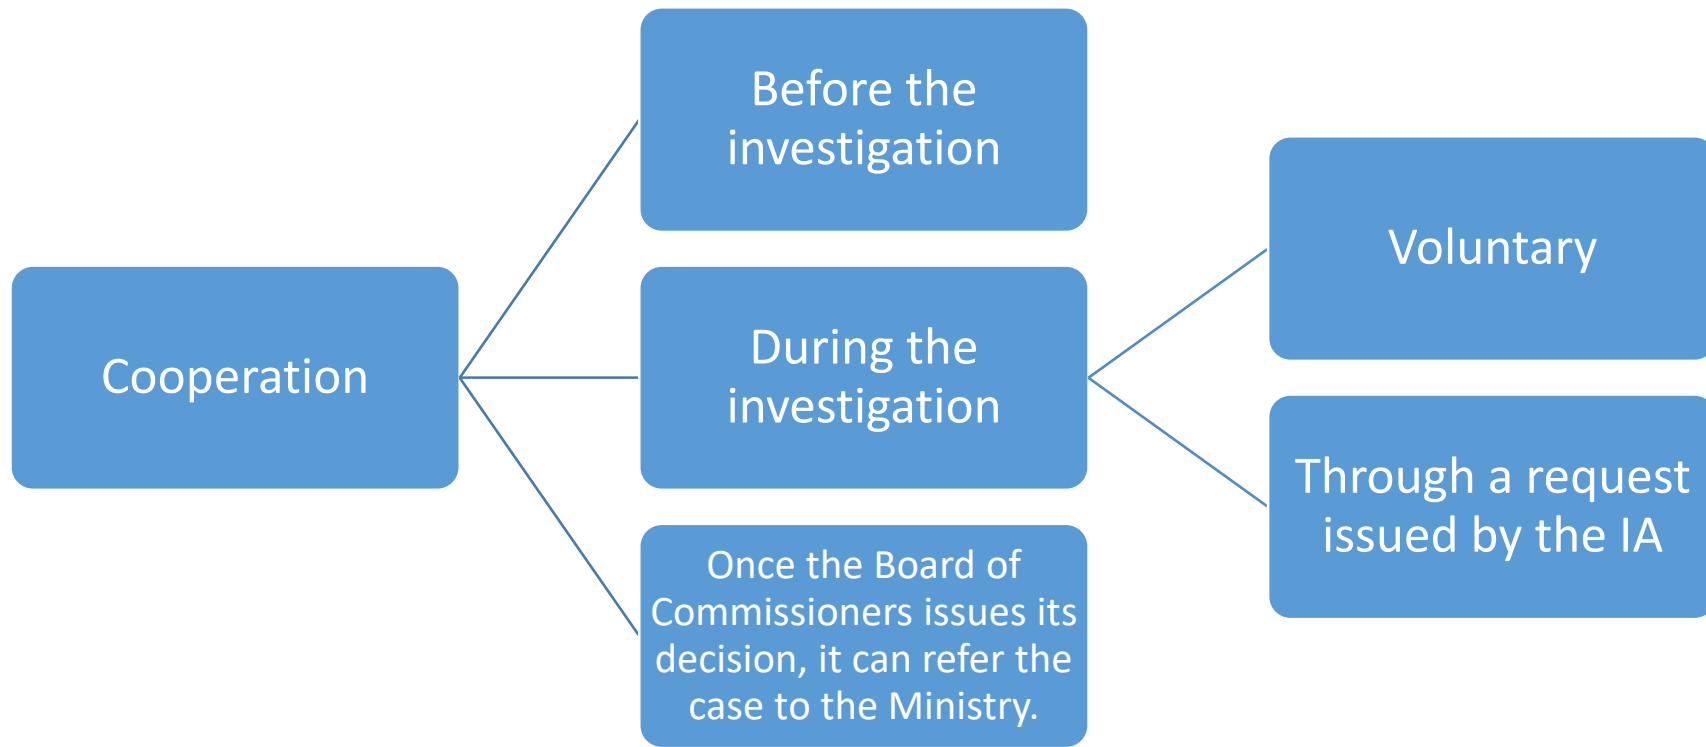 Cooperation
Before the
investigation
During the
investigation
Once the Board of
Commissioners issues its
decision, it can refer the
case to the Ministry.
Voluntary
Through a request
issued by the IA